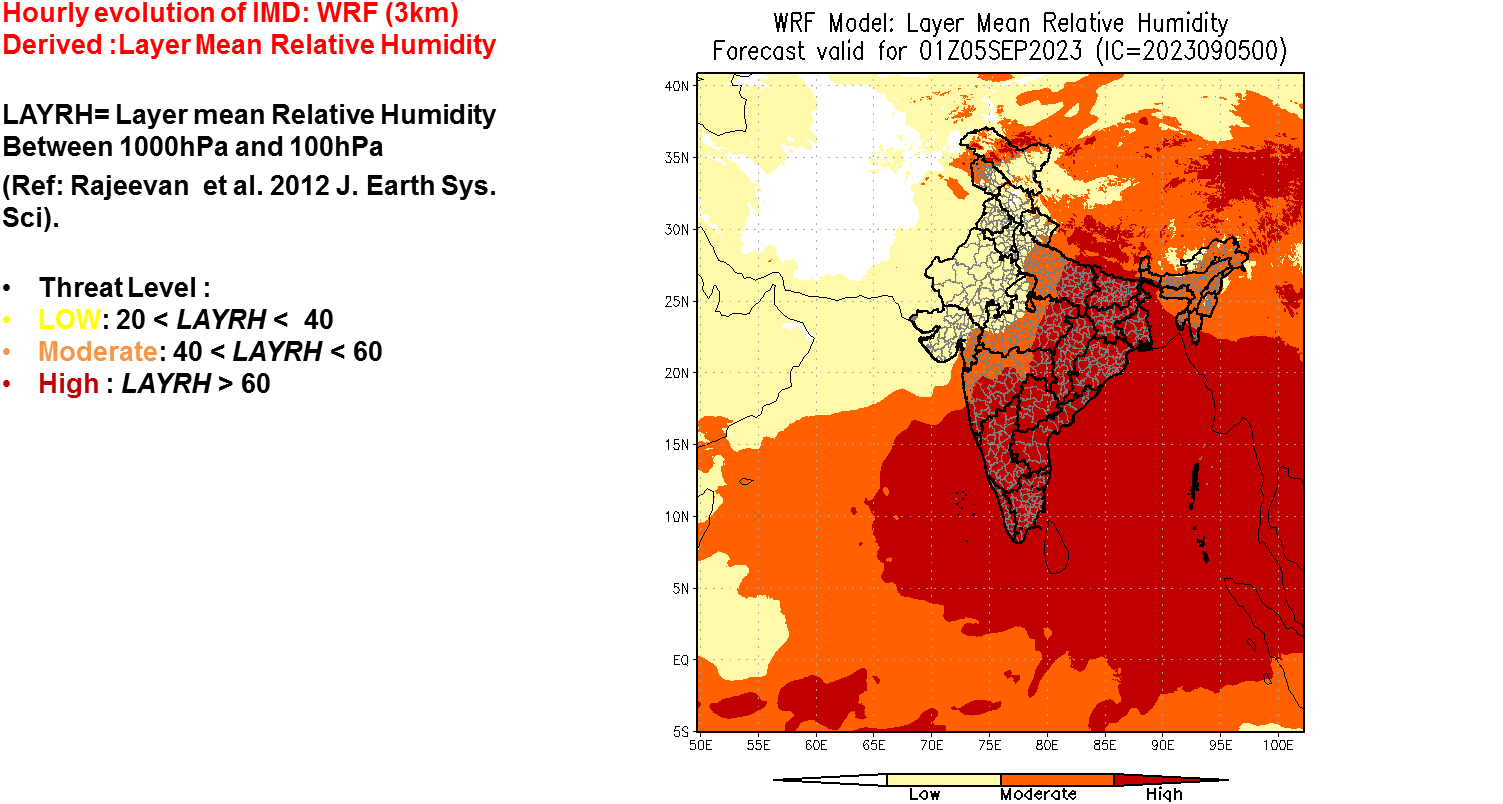 Hourly evolution of IMD: WRF (3km)
Derived :Layer Mean Relative Humidity
LAYRH= Layer mean Relative Humidity
Between 1000hPa and 100hPa
(Ref: Rajeevan et al. 2012 J. Earth Sys.
Sci).
• Threat Level :
• LOW: 20 < LAYRH < 40
• Moderate: 40 < LAYRH < 60
• High : LAYRH > 60
WRF Model: Layer Mean Relative Humidity
Forecast valid for 01Z05SEP2023 (IC=2023090500)
40N
35N
30N
25N
20N
15N
10N
5N
EQ
5S
50E 55E 60E 65E 70E 75E 80E 85E 90E 95E 100E
Low Moderate High